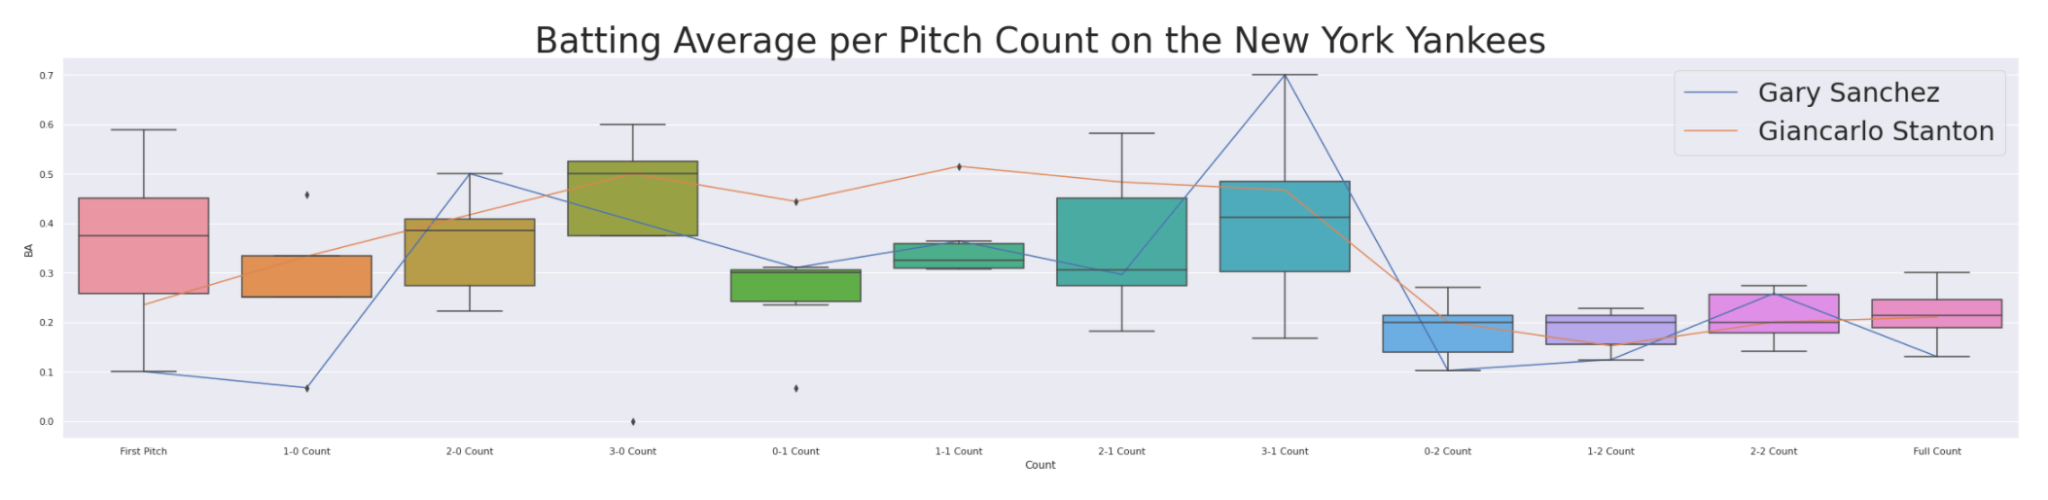 Batting Average per Pitch Count on the New York Yankees
Gary Sanchez
Giancarlo Stanton
BA
0.7
0.6
0.5
0.4
0.3
0.2
0.1
0.0
First Pitch 1-0 Count 2-0 Count 3-0 Count 0-1 Count 1-1 Count 2-1 Count 3-1 Count 0-2 Count 1-2 Count 2-2 Count Full Count
Count